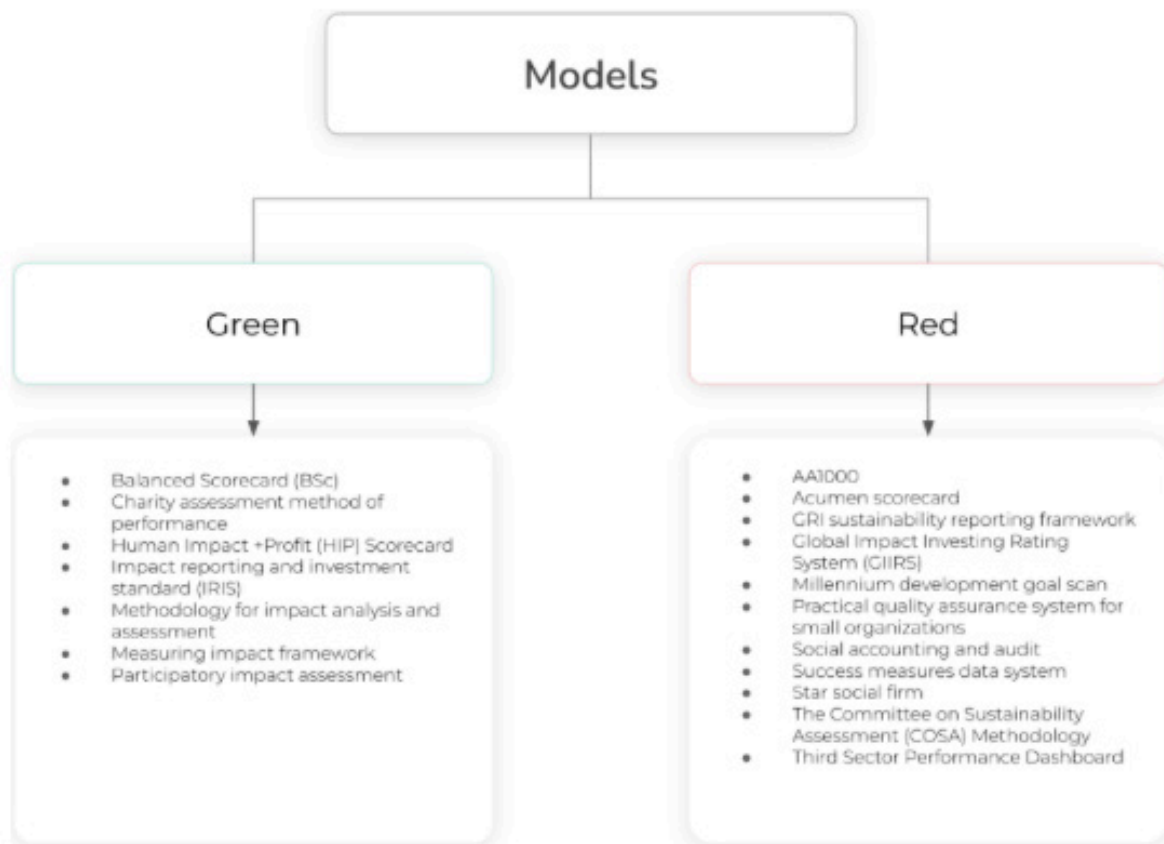 Models
Green
Red
• Balanced Scorecard (BSc)
• Charity assessment method of
performance
• Human Impact +Profit (HIP) Scorecard
• Impact reporting and investment
standard (IRIS)
• Methodology for impact analysis and
assessment
• Measuring impact framework
• Participatory impact assessment
• AA1000
• Acumen scorecard
• GRI sustainability reporting framework
• Global Impact Investing Rating
System (GIIRS)
• Millennium development goal scan
• Practical quality assurance system for
small organizations
• Social accounting and audit
• Success measures data system
• Star social firm
• The Committee on Sustainability
Assessment (COSA) Methodology
• Third Sector Performance Dashboard